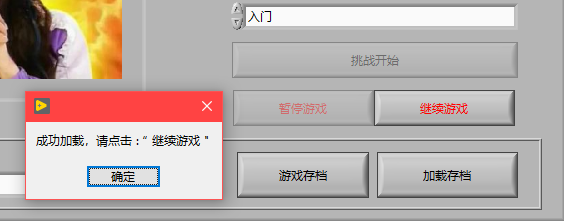 入门
挑战开始
暂停游戏
继续游戏
成功加载，请点击：“ 继续游戏 "
确定
游戏存档
加载存档